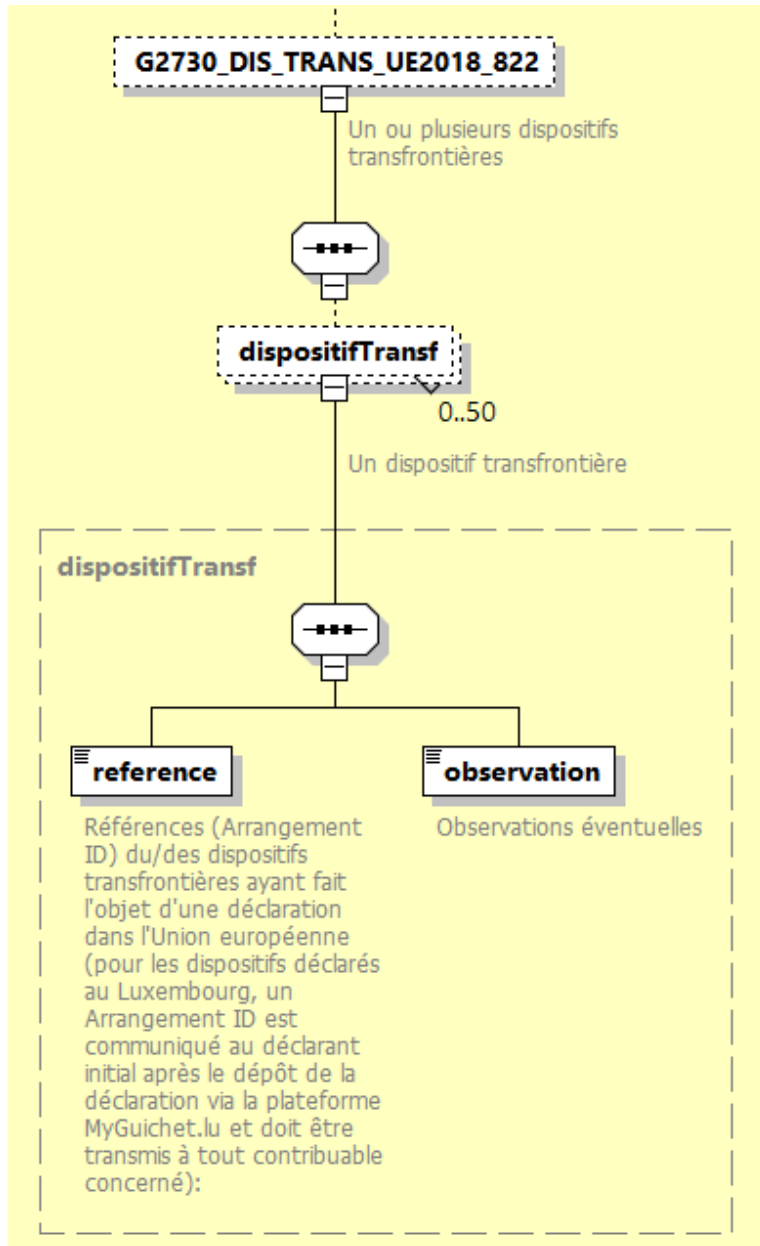 G2730_DIS_TRANS_UE2018_822
Un ou plusieurs dispositifs
transfrontières
dispositifTransf
0..50
Un dispositif transfrontière
dispositifTransf
reference
Références (Arrangement
ID) du/des dispositifs
transfrontières ayant fait
l'objet d'une déclaration
dans l'Union européenne
(pour les dispositifs déclarés
au Luxembourg, un
Arrangement ID est
communiqué au déclarant
initial après le dépôt de la
déclaration via la plateforme
MyGuichet.lu et doit être
transmis à tout contribuable
concerné):
observation
Observations éventuelles